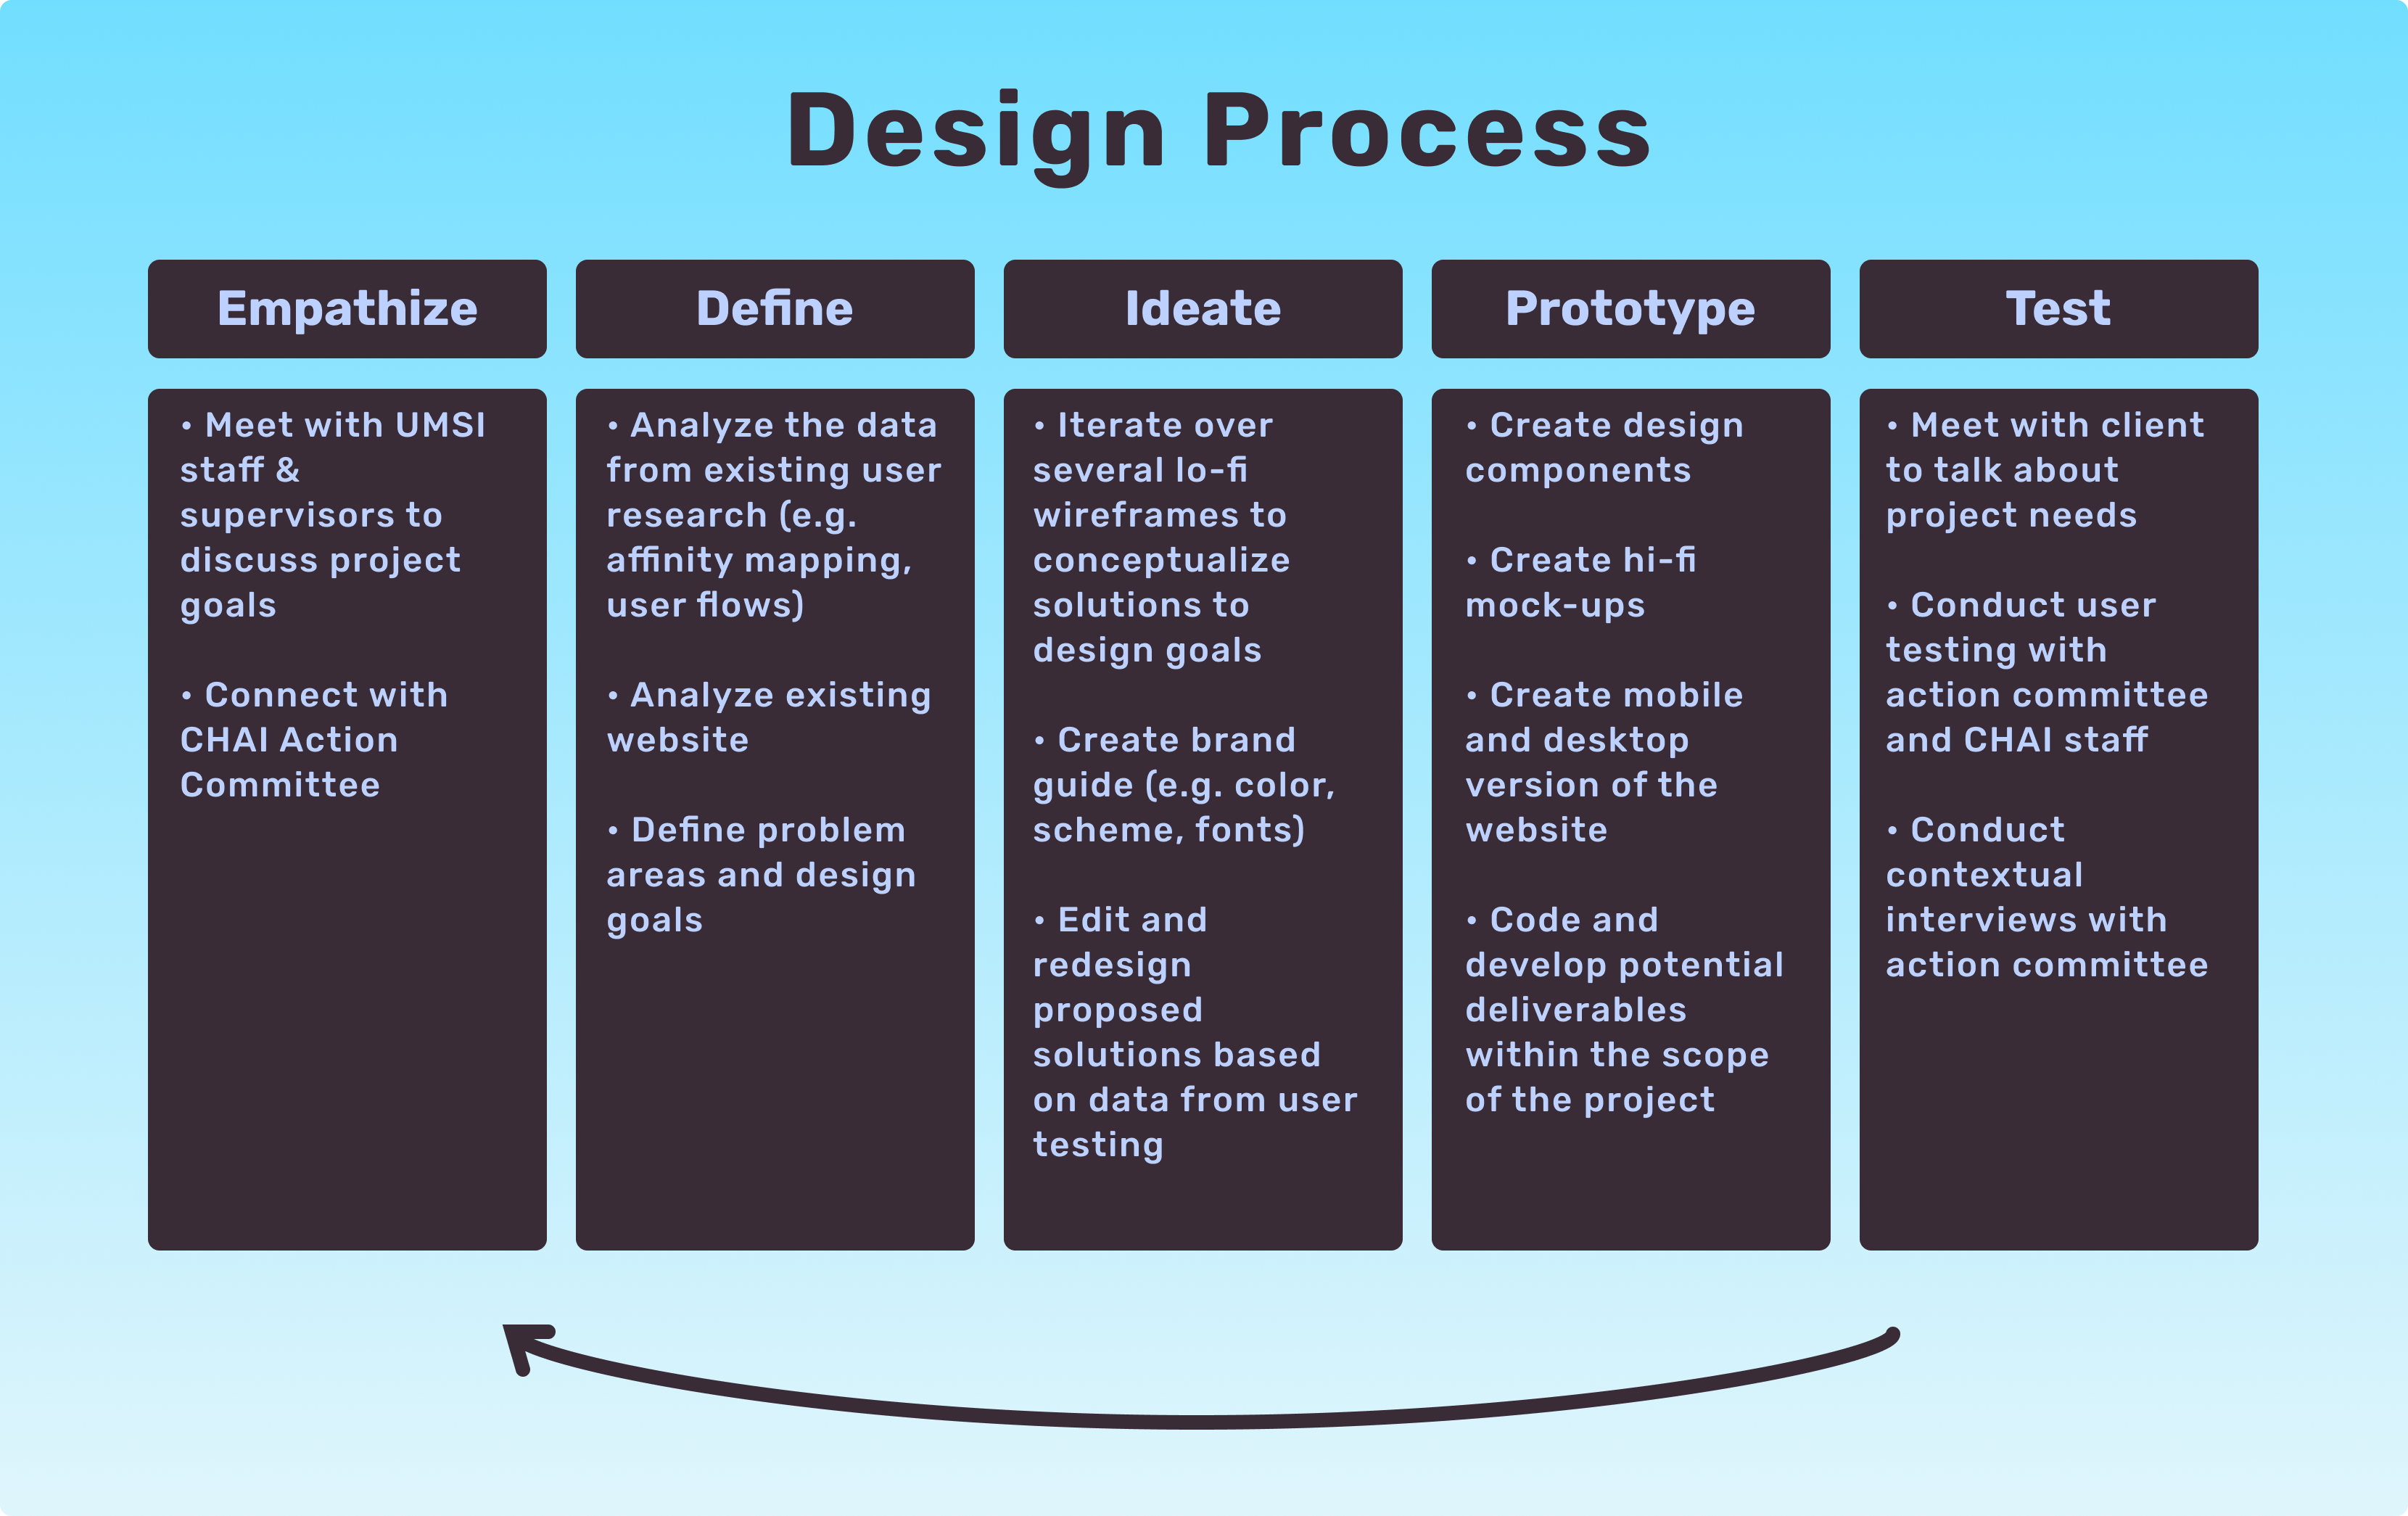 Design Process
Empathize
• Meet with UMSI
staff &
supervisors to
discuss project
goals
• Connect with
CHAI Action
Committee
Define
• Analyze the data
from existing user
research (e.g.
affinity mapping,
user flows)
• Analyze existing
website
• Define problem
areas and design
goals
Ideate
• Iterate over
several lo-fi
wireframes to
conceptualize
solutions to
design goals
• Create brand
guide (e.g. color,
scheme, fonts)
• Edit and
redesign
proposed
solutions based
on data from user
testing
Prototype
• Create design
components
• Create hi-fi
mock-ups
• Create mobile
and desktop
version of the
website
• Code and
develop potential
deliverables
within the scope
of the project
Test
• Meet with client
to talk about
project needs
• Conduct user
testing with
action committee
and CHAI staff
• Conduct
contextual
interviews with
action committee